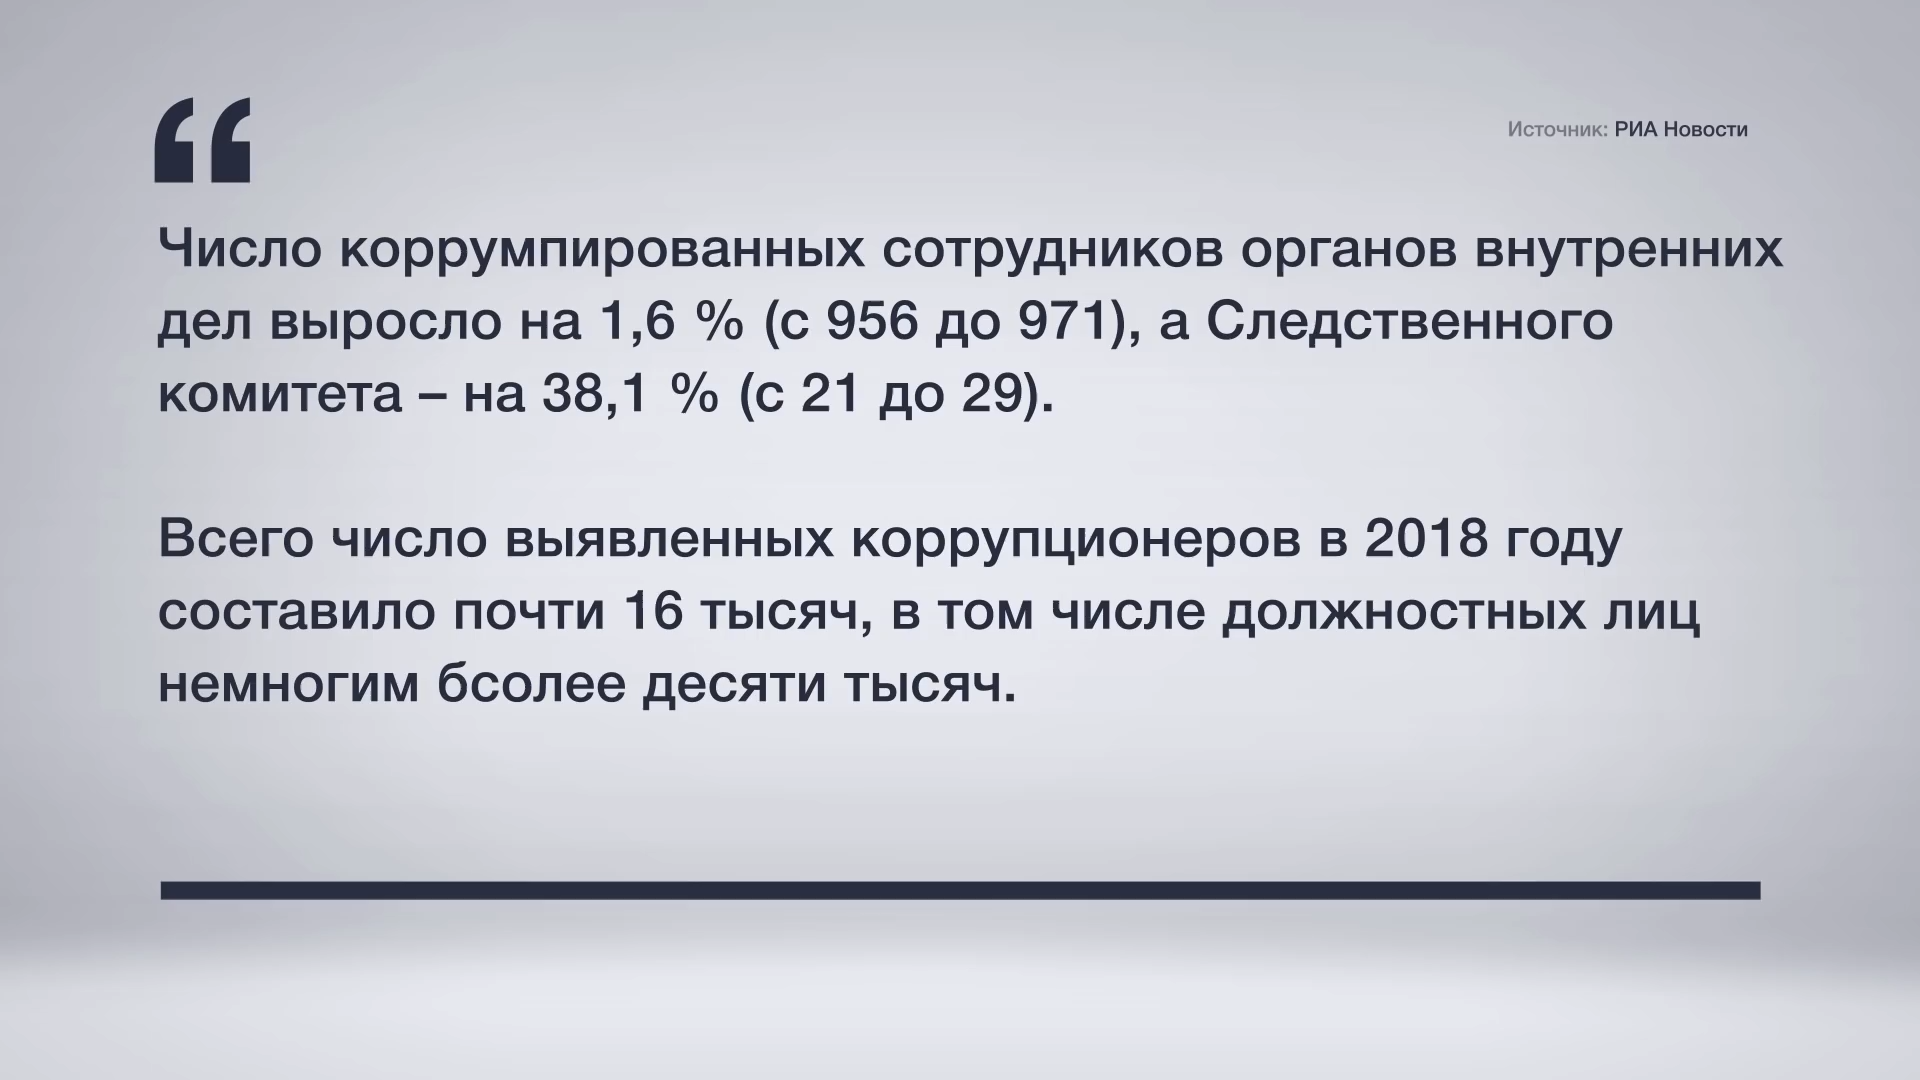 “
Источник: РИА Новости
Число коррумпированных сотрудников органов внутренних
дел выросло на 1,6 % (с 956 до 971), а Следственного
комитета – на 38,1 % (с 21 до 29).
Всего число выявленных коррупционеров в 2018 году
составило почти 16 тысяч, в том числе должностных лиц
немногим бсолее десяти тысяч.